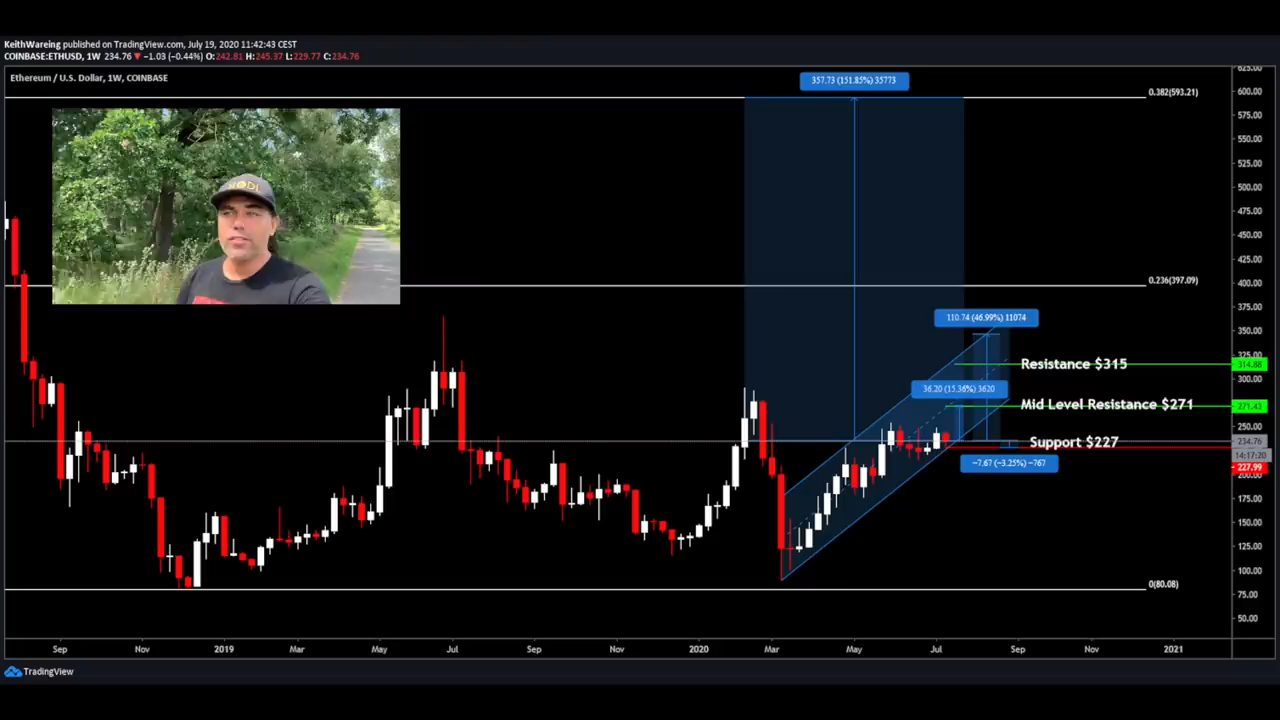 KeithWareing published on TradingView.com, July 19, 2020 11:42:43 CEST
COINBASE:ETHUSD, 1W 234.76 ▼ −1.03 (−0.44%) O:242.81 H:245.37 L:229.77 C:234.76
Ethereum / U.S. Dollar, 1W, COINBASE
625.00
357.73 (151.85%) 35773
0.382(593.21)
600.00
575.00
550.00
525.00
500.00
475.00
450.00
425.00
0.236(397.09)
400.00
375.00
110.74 (46.99%) 11074
350.00
325.00
Resistance $315
314.88
300.00
36.20 (15.36%) 3620
Mid Level Resistance $271
271.43
250.00
Support $227
234.76
14:17:20
−7.67 (−3.25%) −767
227.99
200.00
175.00
150.00
125.00
100.00
0(80.08)
75.00
50.00
Sep Nov 2019 Mar May Jul Sep Nov 2020 Mar May Jul Sep Nov 2021
TradingView